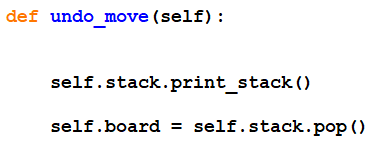 def undo_move(self):
    self.stack.print_stack()
    self.board = self.stack.pop()